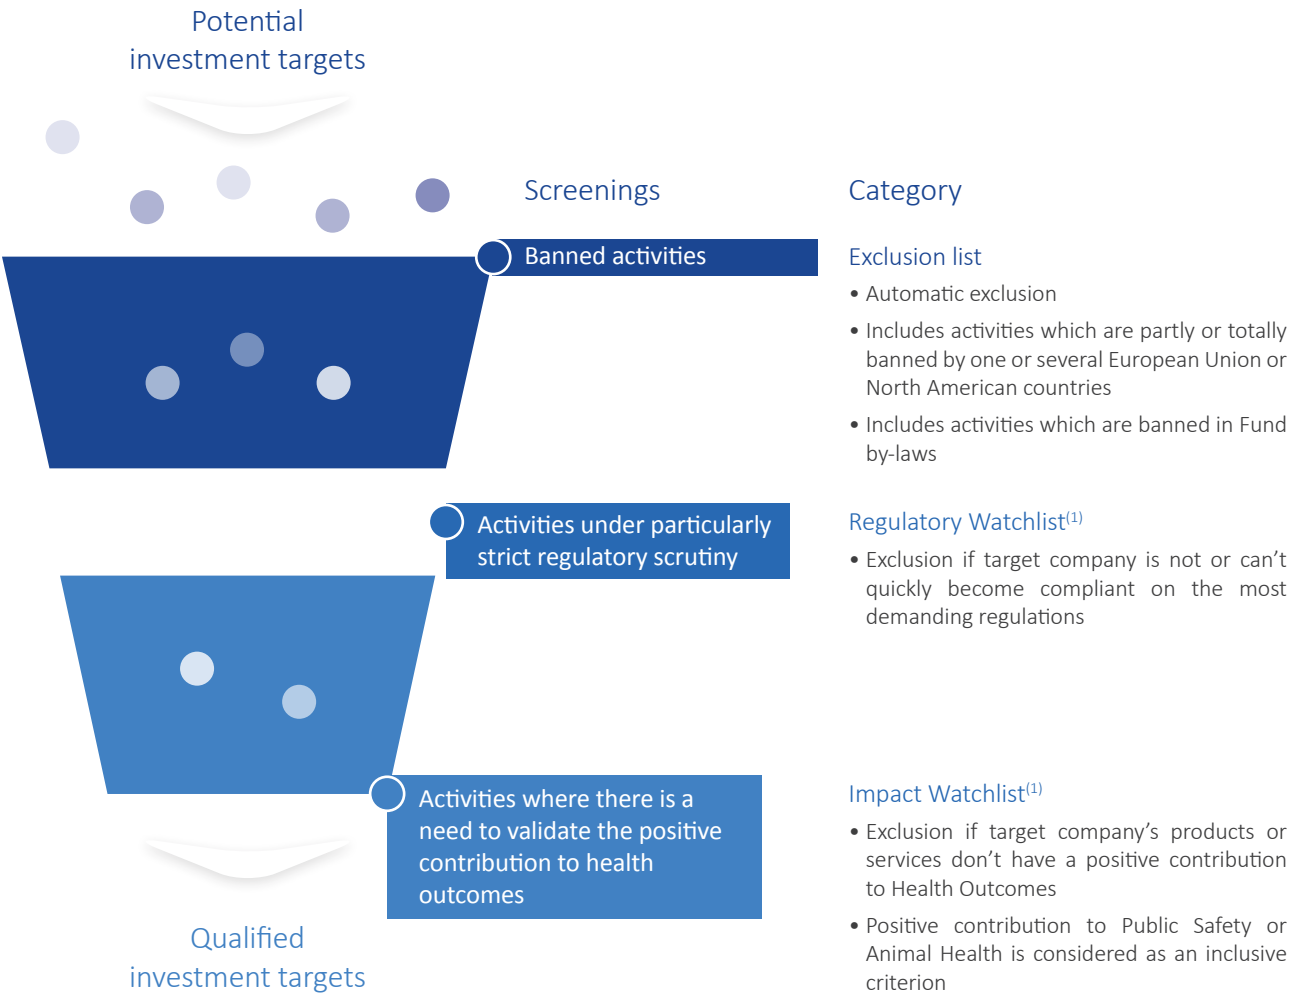 Potential
investment targets
Screenings
Category
Banned activities
Exclusion list
• Automatic exclusion
• Includes activities which are partly or totally
banned by one or several European Union or
North American countries
• Includes activities which are banned in Fund
by-laws
Activities under particularly
strict regulatory scrutiny
Regulatory Watchlist(1)
• Exclusion if target company is not or can’t
quickly become compliant on the most
demanding regulations
Activities where there is a
need to validate the positive
contribution to health
outcomes
Impact Watchlist(1)
• Exclusion if target company’s products or
services don’t have a positive contribution
to Health Outcomes
• Positive contribution to Public Safety or
Animal Health is considered as an inclusive
criterion
Qualified
investment targets